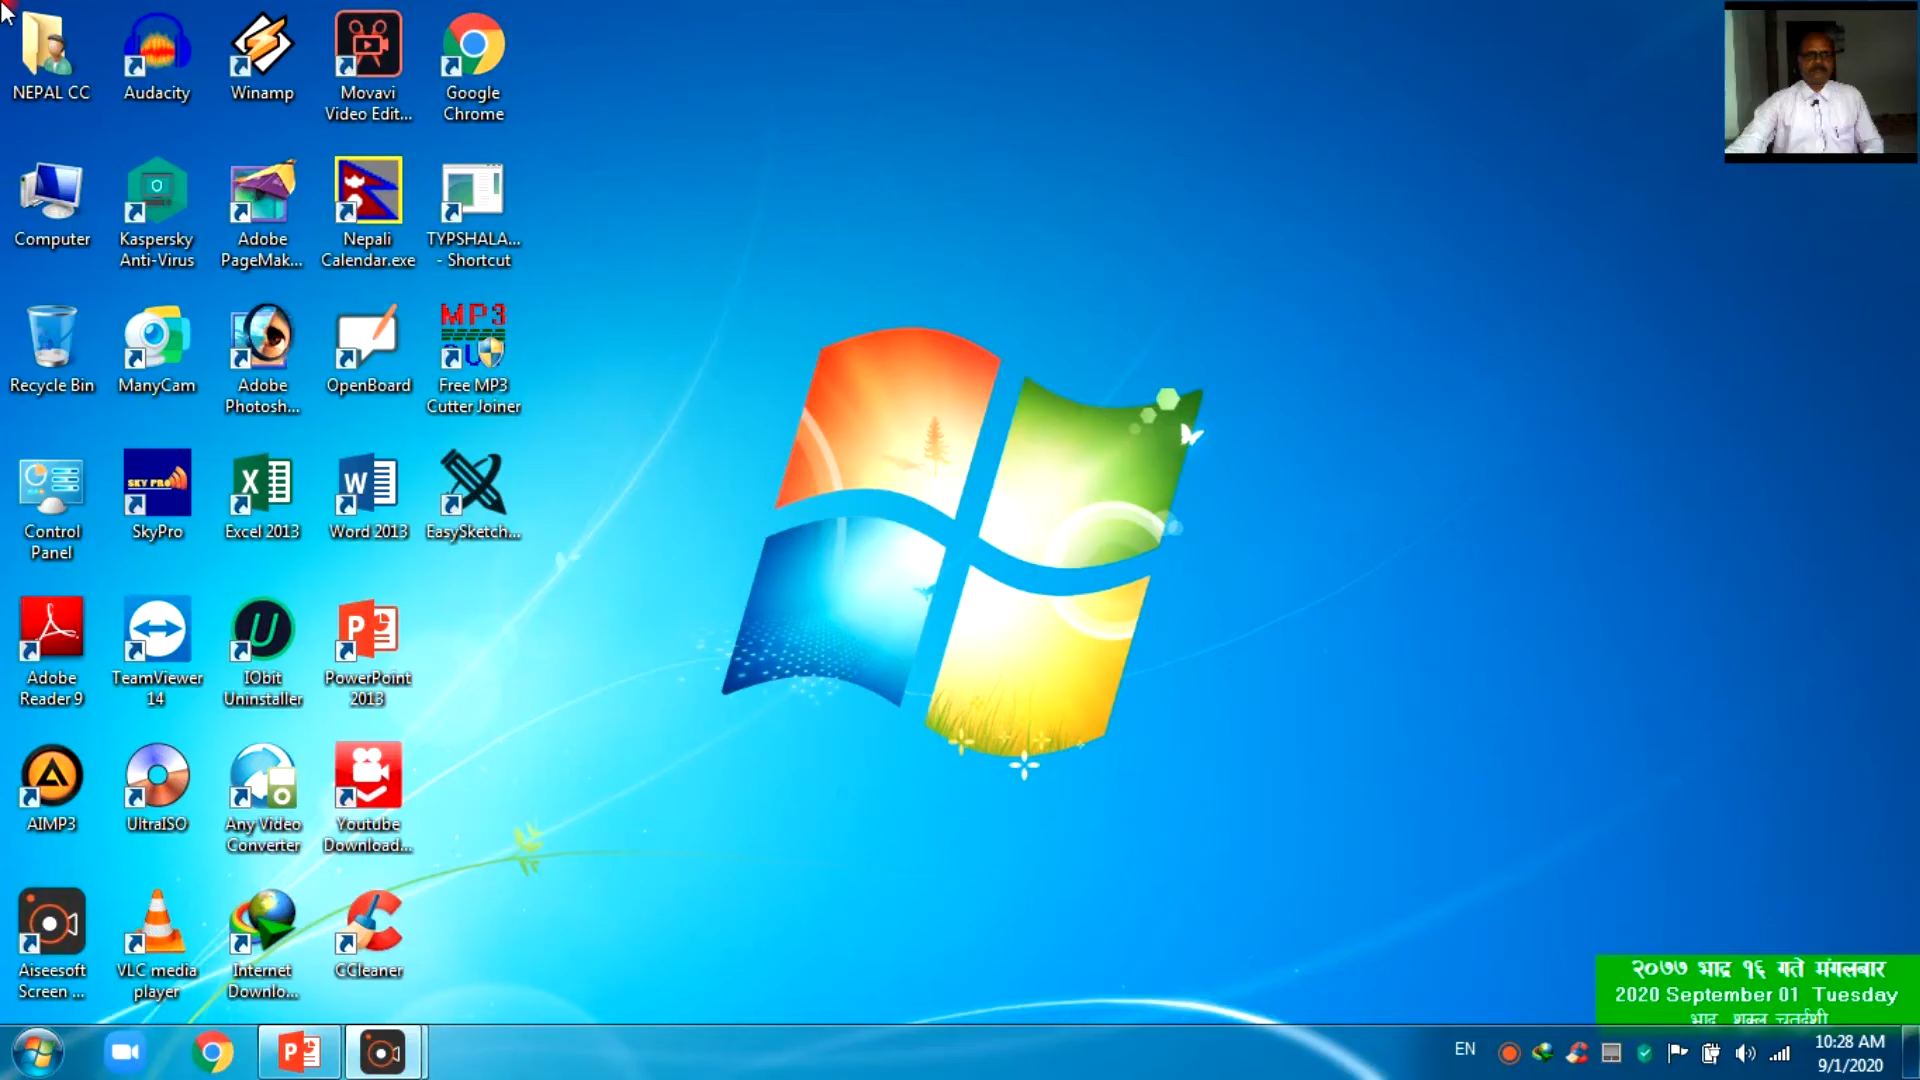 NEPAL CC
Audacity
Winamp
Movavi
Video Edit...
Google
Chrome
Computer
Kaspersky
Anti-Virus
Adobe
PageMak...
Nepali
Calendar.exe
TYPSHALA...
- Shortcut
Recycle Bin
ManyCam
Adobe
Photosh...
OpenBoard
MP3
Free MP3
Cutter Joiner
Control
Panel
SKY PRO
SkyPro
Excel 2013
Word 2013
EasySketch...
Adobe
Reader 9
TeamViewer
14
IObit
Uninstaller
PowerPoint
2013
AIMP3
UltraISO
Any Video
Converter
Youtube
Download...
Aiseesoft
Screen ...
VLC media
player
Internet
Downlo...
CCleaner
२०७७ भाद्र १६ गते मंगलबार
2020 September 01 Tuesday
भाद्र शुक्ल चतुर्दशी
EN
10:28 AM
9/1/2020